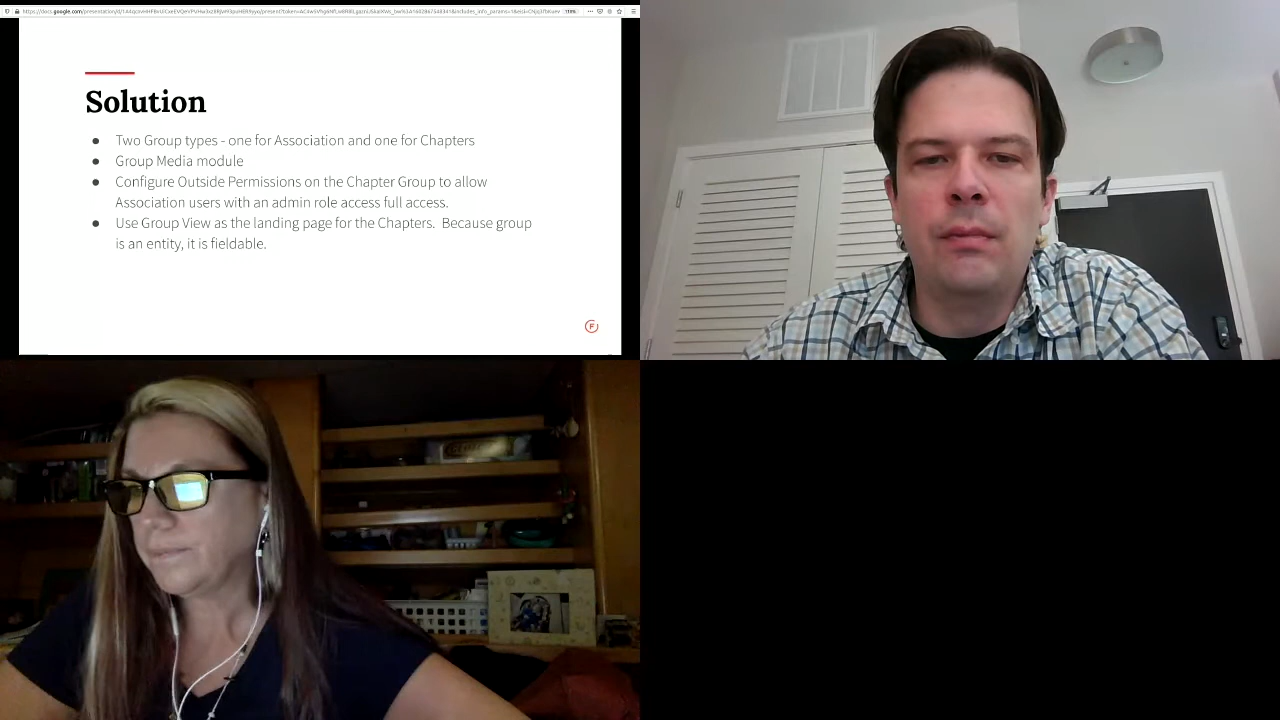 Solution
Two Group types - one for Association and one for Chapters
Group Media module
Configure Outside Permissions on the Chapter Group to allow
Association users with an admin role access full access.
Use Group View as the landing page for the Chapters. Because group
is an entity, it is fieldable.
F